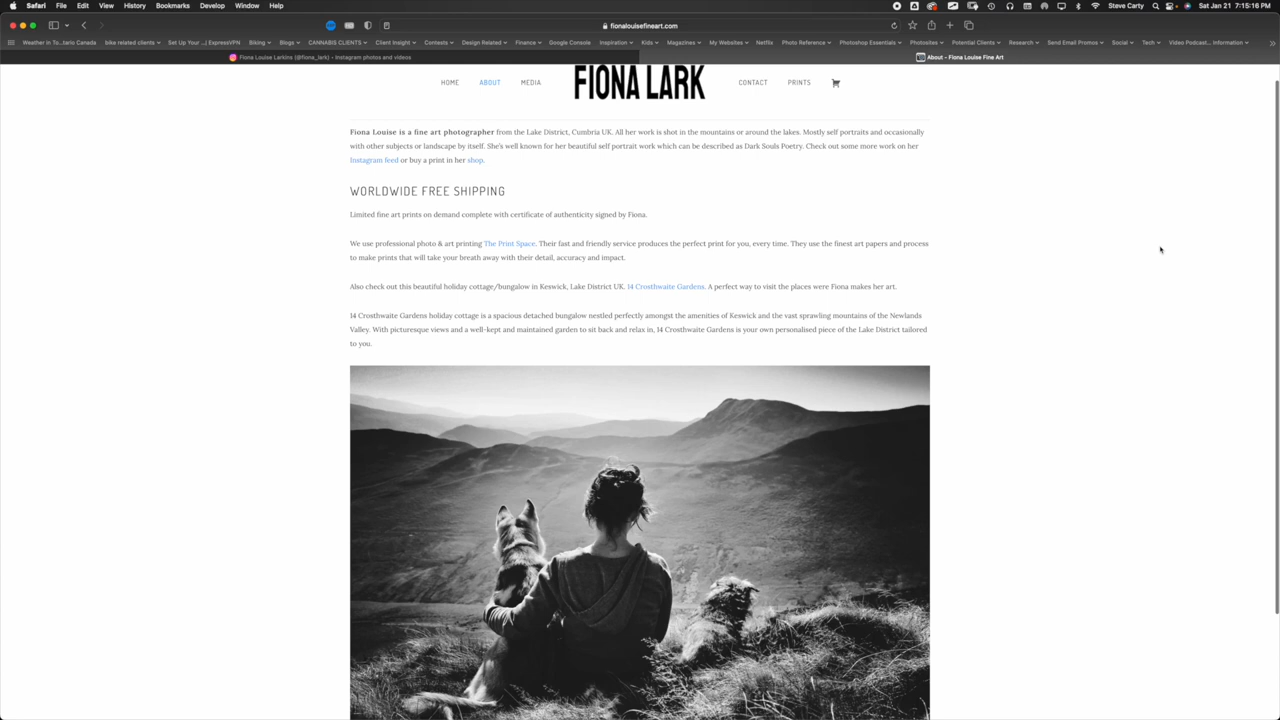 Safari File Edit View History Bookmarks Develop Window Help Steve Carty Sat Jan 21 7:15:16 PM
fionalouisefineart.com
Weather in To...tario Canada bike related clients Set Up Your ...| ExpressVPN Biking Blogs CANNABIS CLIENTS Client Insight Contests Design Related Finance Google Console Inspiration Kids Magazines My Websites Netflix Photo Reference Photoshop Essentials Photosites Potential Clients Research Send Email Promos Social Tech Video Podcast... Information
Fiona Louise Larkins (@fiona_lark) • Instagram photos and videos About - Fiona Louise Fine Art
HOME ABOUT MEDIA FIONA LARK CONTACT PRINTS
Fiona Louise is a fine art photographer from the Lake District, Cumbria UK. All her work is shot in the mountains or around the lakes. Mostly self portraits and occasionally
with other subjects or landscape by itself. She's well known for her beautiful self portrait work which can be described as Dark Souls Poetry. Check out some more work on her
Instagram feed or buy a print in her shop.
WORLDWIDE FREE SHIPPING
Limited fine art prints on demand complete with certificate of authenticity signed by Fiona.
We use professional photo & art printing The Print Space. Their fast and friendly service produces the perfect print for you, every time. They use the finest art papers and process
to make prints that will take your breath away with their detail, accuracy and impact.
Also check out this beautiful holiday cottage/bungalow in Keswick, Lake District UK. 14 Crosthwaite Gardens. A perfect way to visit the places were Fiona makes her art.
14 Crosthwaite Gardens holiday cottage is a spacious detached bungalow nestled perfectly amongst the amenities of Keswick and the vast sprawling mountains of the Newlands
Valley. With picturesque views and a well-kept and maintained garden to sit back and relax in, 14 Crosthwaite Gardens is your own personalised piece of the Lake District tailored
to you.